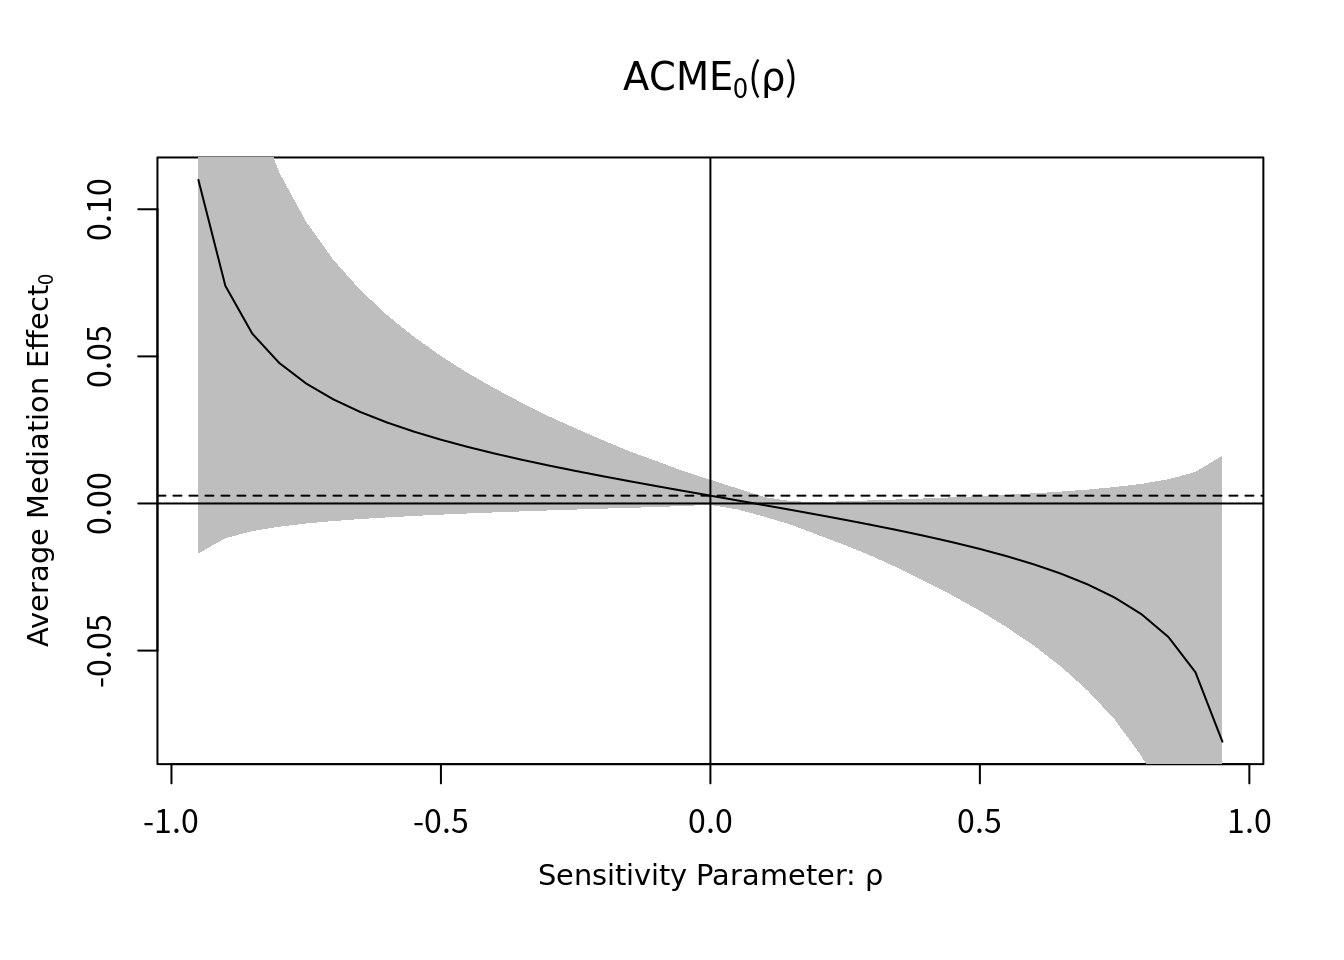 ACME₀(ρ)
Average Mediation Effect₀
0.10
0.05
0.00
-0.05
-1.0 -0.5 0.0 0.5 1.0
Sensitivity Parameter: ρ